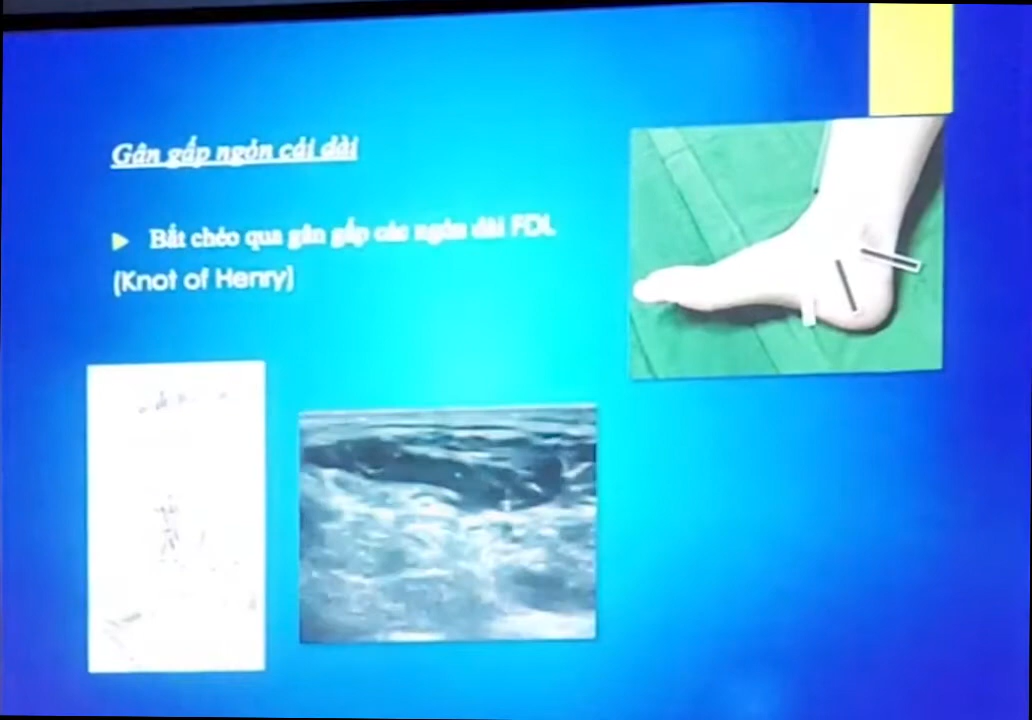 Gân gấp ngón cái dài
Bắt chéo qua gân gấp các ngón dài FDL
(Knot of Henry)